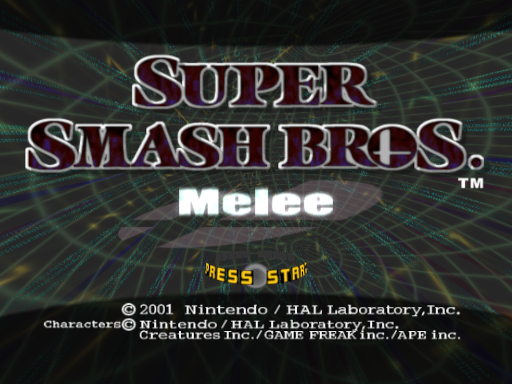 SUPER
SMASH BROS.
TM
Melee
PRESS START
© 2001 Nintendo / HAL Laboratory,Inc.
Characters © Nintendo / HAL Laboratory,Inc.
Creatures Inc./GAME FREAK inc./APE inc.